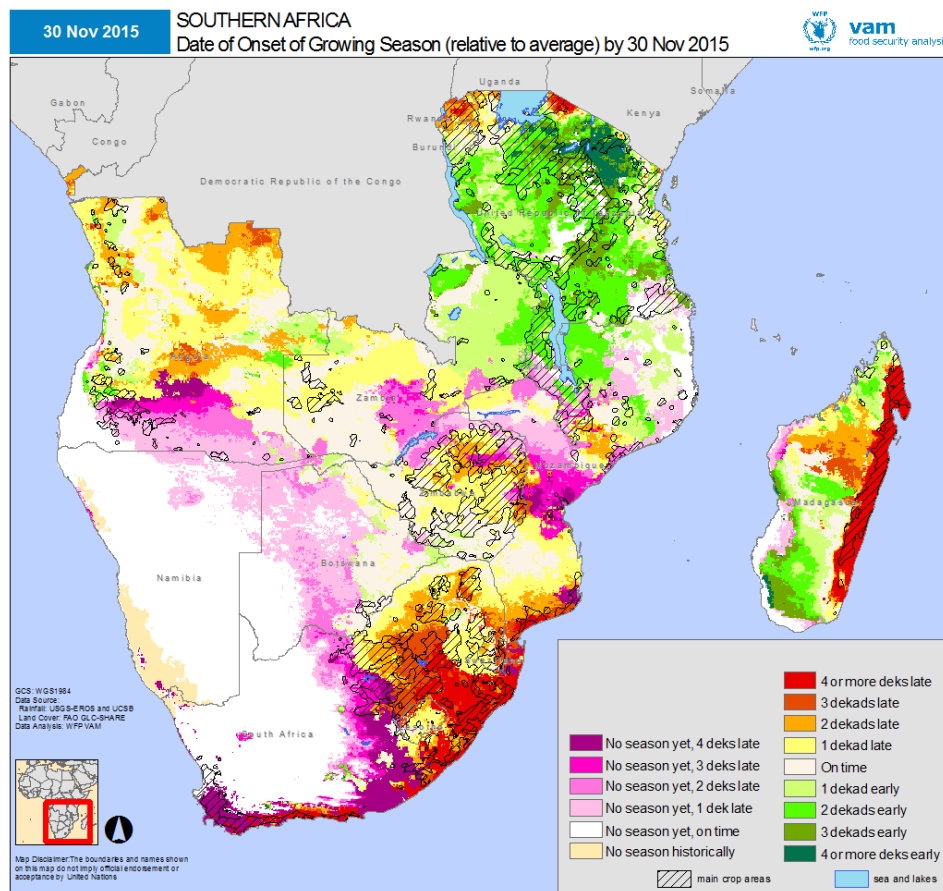 30 Nov 2015
SOUTHERN AFRICA
Date of Onset of Growing Season (relative to average) by 30 Nov 2015
WFP
wfp.org
vam
food security analysis
Uganda
Somalia
Gabon
Kenya
Congo
Burundi
Democratic Republic of the Congo
Angola
Zambia
Mozambique
Zimbabwe
Madagascar
Botswana
Namibia
South Africa
GCS: WGS1984
Data Source:
Rainfall: USGS-EROS and UCSB
Land Cover: FAO GLC-SHARE
Data Analysis: WFP VAM
No season yet, 4 deks late
No season yet, 3 deks late
No season yet, 2 deks late
No season yet, 1 dek late
No season yet, on time
No season historically
4 or more deks late
3 dekads late
2 dekads late
1 dekad late
On time
1 dekad early
2 dekads early
3 dekads early
4 or more deks early
main crop areas
sea and lakes
Map Disclaimer:The boundaries and names shown
on this map do not imply official endorsement or
acceptance by United Nations